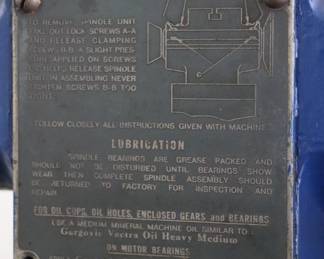 TO REMOVE SPINDLE UNIT
TAKE OUT LOCK SCREWS A-A
AND RELEASE CLAMPING
SCREWS B-B A SLIGHT PRES-
SURE APPLIED ON SCREWS
RELEASE SPINDLE
ASSEMBLING NEVER
TIGHTEN SCREWS B-B TOO
FOLLOW CLOSELY ALL INSTRUCTIONS GIVEN WITH MACHINE
LUBRICATION
SPINDLE BEARINGS ARE GREASE PACKED AND
SHOULD NOT BE DISTURBED UNTIL BEARINGS SHOW
WEAR THEN COMPLETE SPINDLE ASSEMBLY SHOULD
BE RETURNED TO FACTORY FOR INSPECTION AND
REPAIR
FOR OIL CUPS, OIL HOLES, ENCLOSED GEARS and BEARINGS
USE A MEDIUM MINERAL MACHINE OIL SIMILAR TO
Gargoyle Vactra Oil Heavy Medium
ON MOTOR BEARINGS